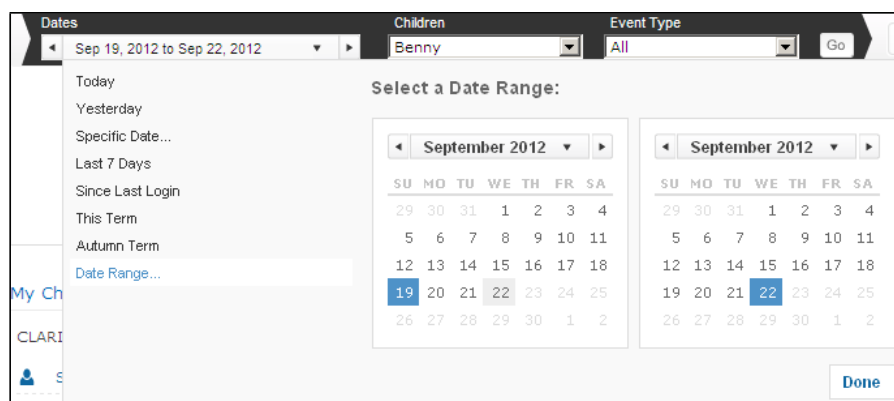 Dates Children Event Type
Sep 19, 2012 to Sep 22, 2012 Benny All Go
Today
Yesterday
Specific Date...
Last 7 Days
Since Last Login
This Term
Autumn Term
Date Range...
Select a Date Range:
September 2012
SU MO TU WE TH FR SA
29 30 31 1 2 3 4
5 6 7 8 9 10 11
12 13 14 15 16 17 18
19 20 21 22 23 24 25
26 27 28 29 30 1 2
September 2012
SU MO TU WE TH FR SA
29 30 31 1 2 3 4
5 6 7 8 9 10 11
12 13 14 15 16 17 18
19 20 21 22 23 24 25
26 27 28 29 30 1 2
Done
My Ch
CLARI
S